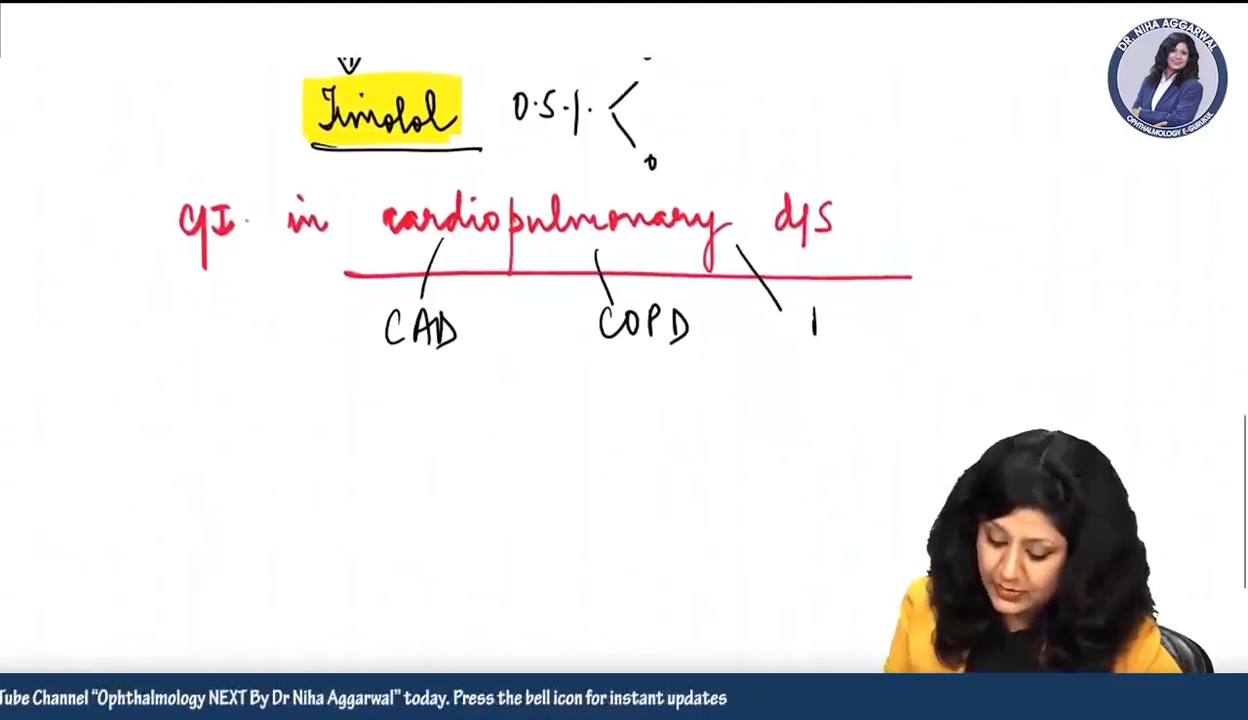 DR. NIHA AGGARWAL
OPHTHALMOLOGY E-GURUKUL
Timolol 0.5%
C/I in cardiopulmonary d/s
CAD COPD
Tube Channel “Ophthalmology NEXT By Dr Niha Aggarwal” today. Press the bell icon for instant updates